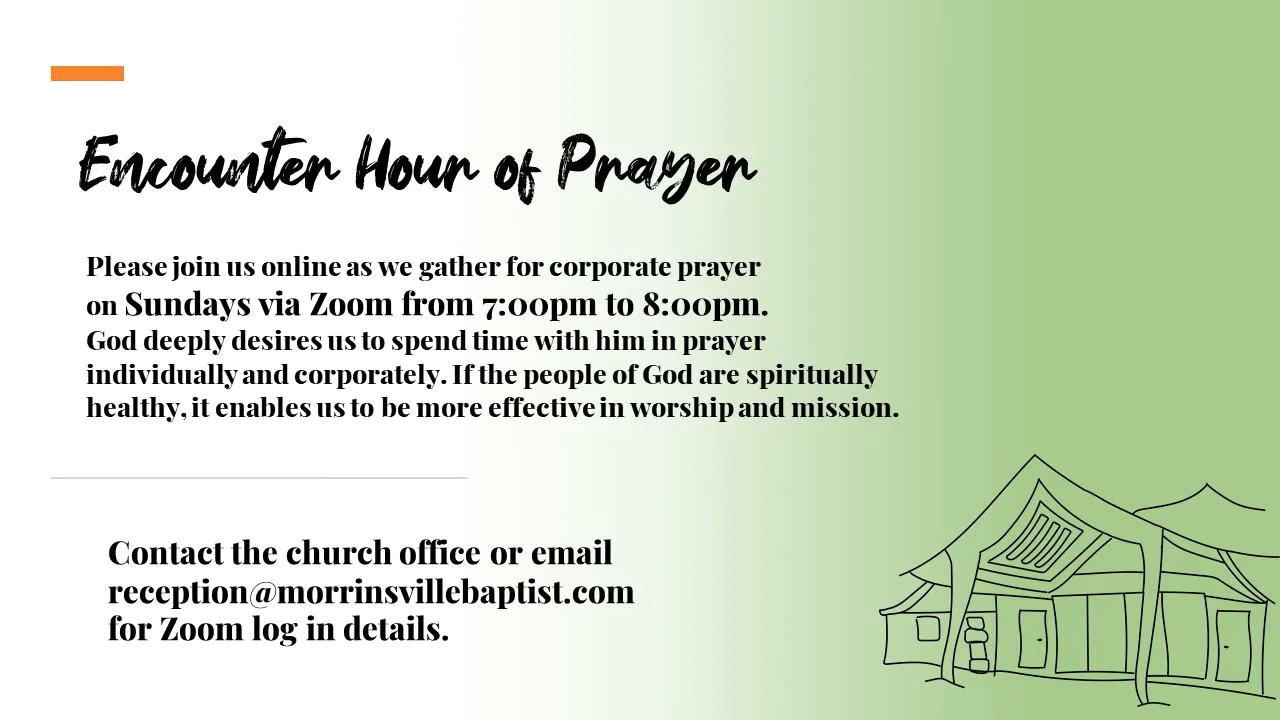 Encounter Hour of Prayer
Please join us online as we gather for corporate prayer
on Sundays via Zoom from 7:00pm to 8:00pm.
God deeply desires us to spend time with him in prayer
individually and corporately. If the people of God are spiritually
healthy, it enables us to be more effective in worship and mission.
Contact the church office or email
reception@morrinsvillebaptist.com
for Zoom log in details.